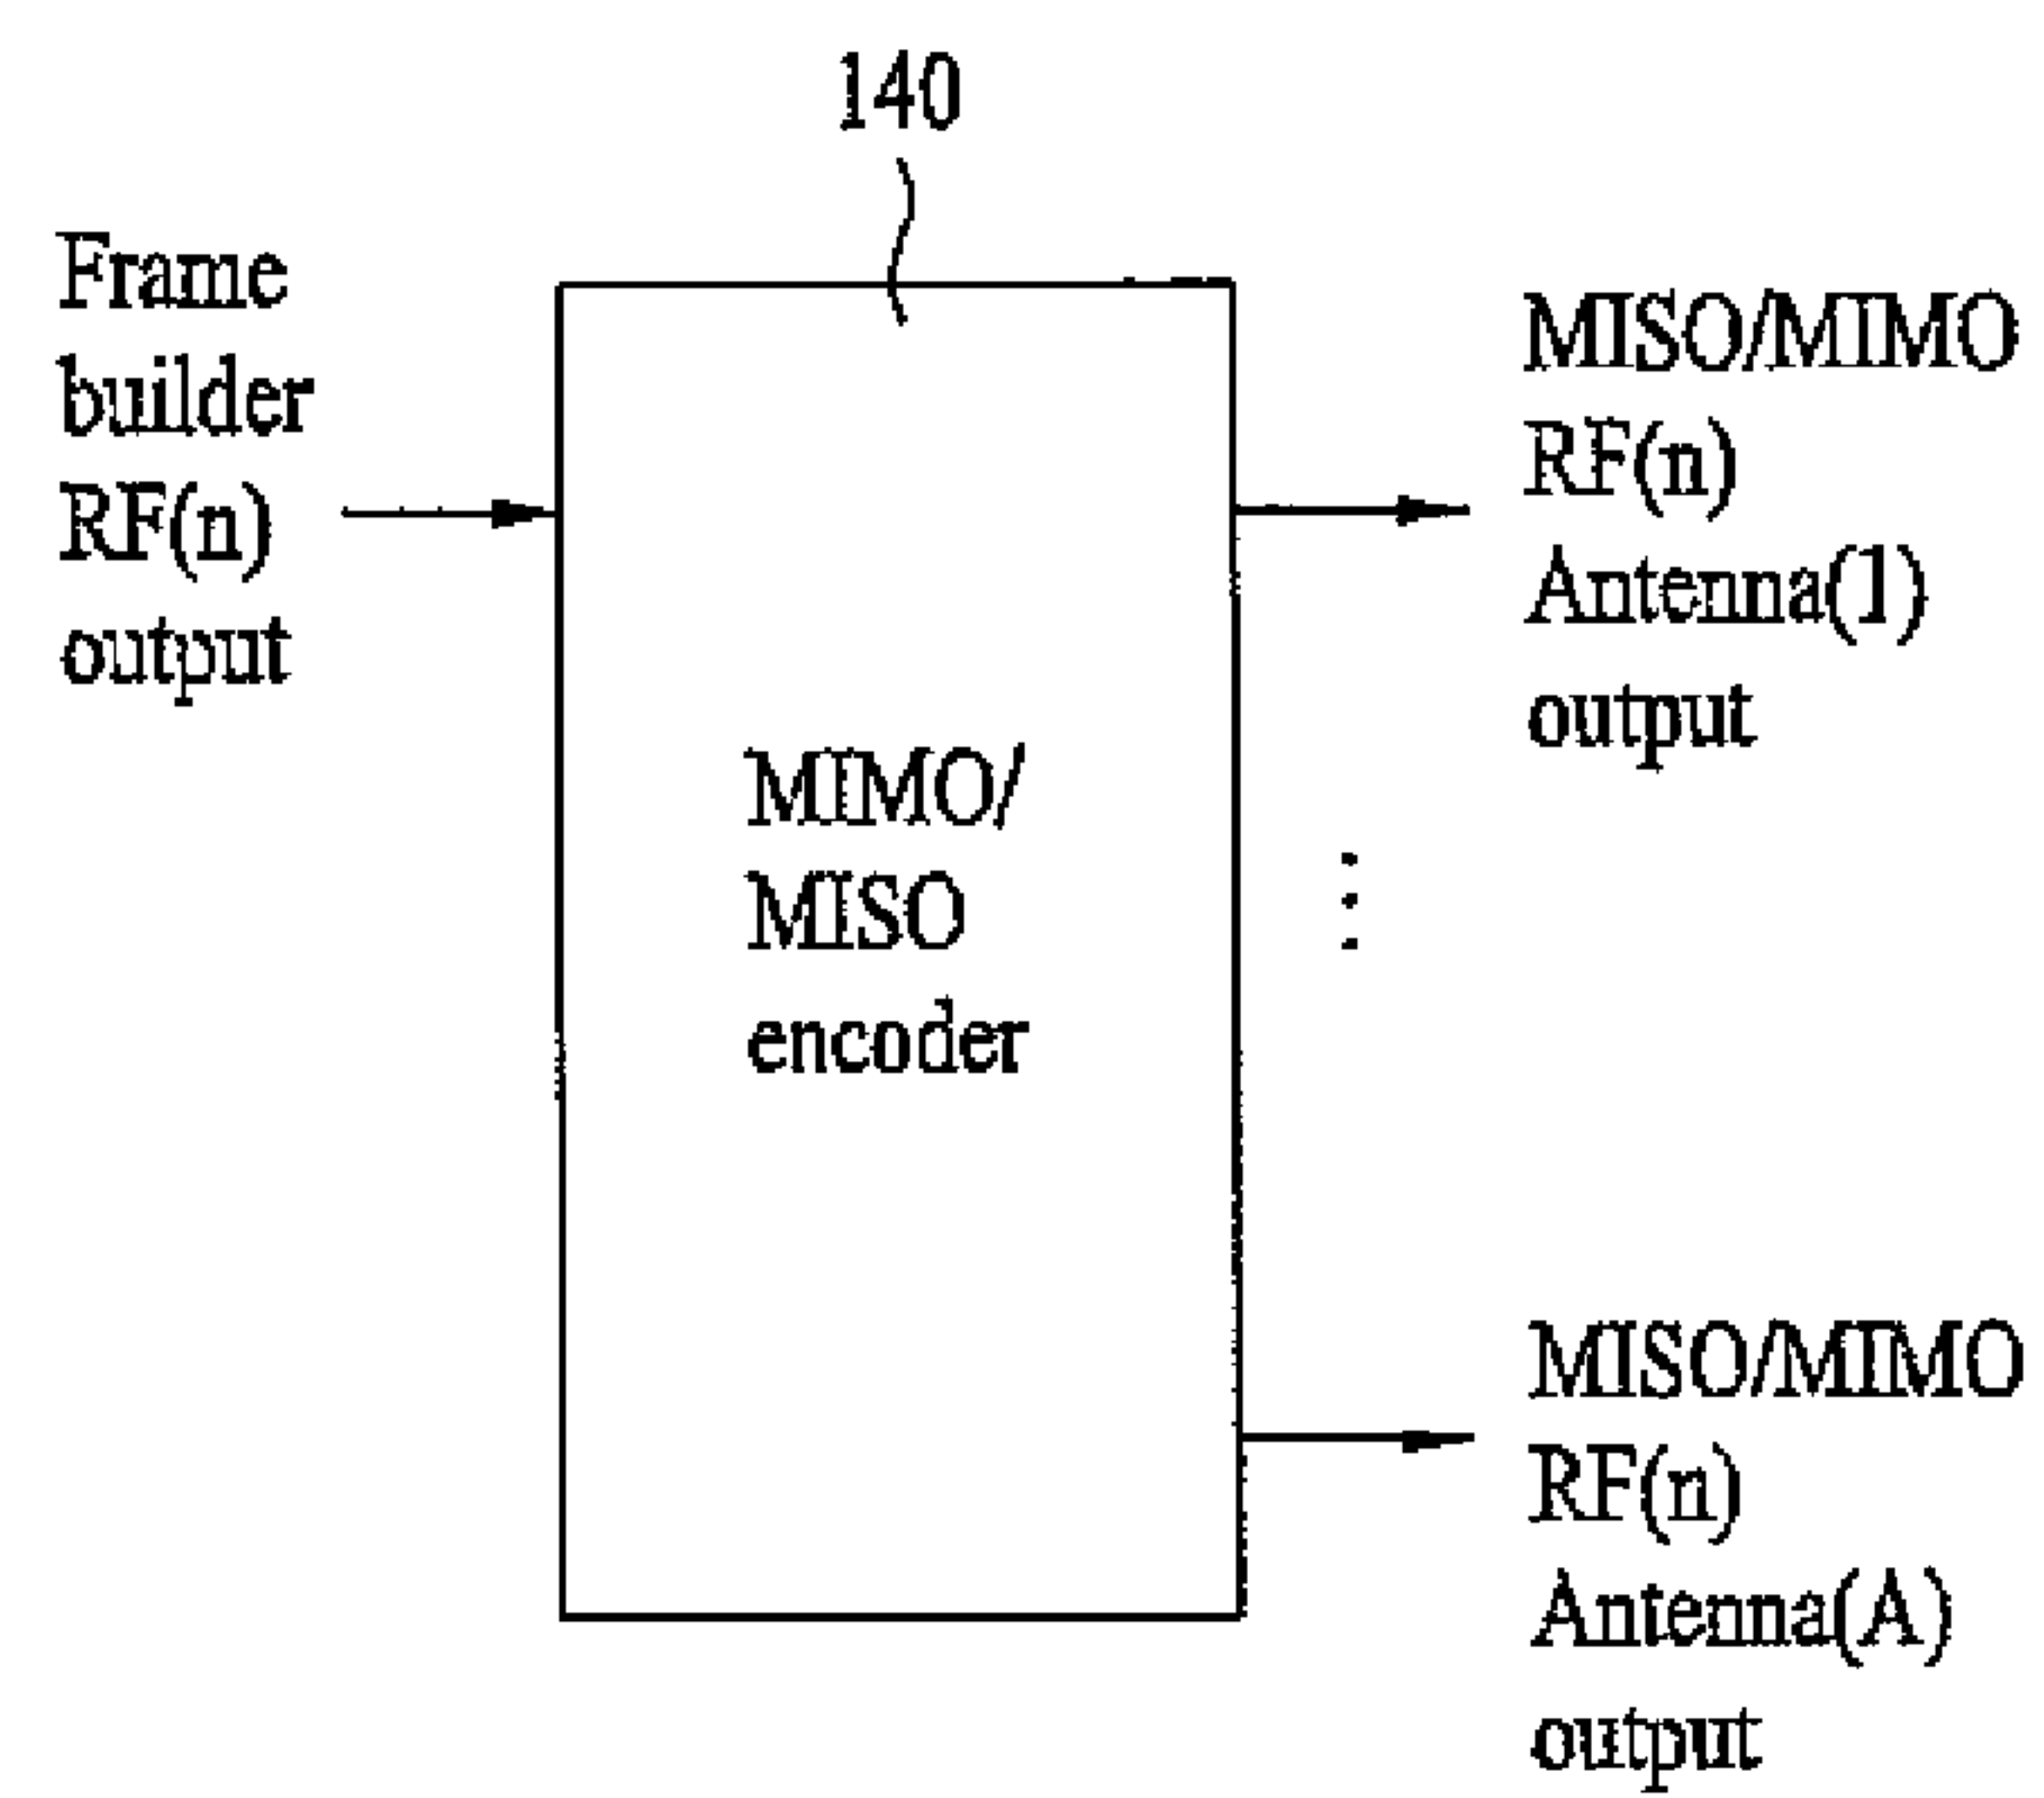 140
Frame
builder
RF(n)
output
MIMO/
MISO
encoder
MISO/MIMO
RF(n)
Antenna(1)
output
MISO/MIMO
RF(n)
Antenna(A)
output